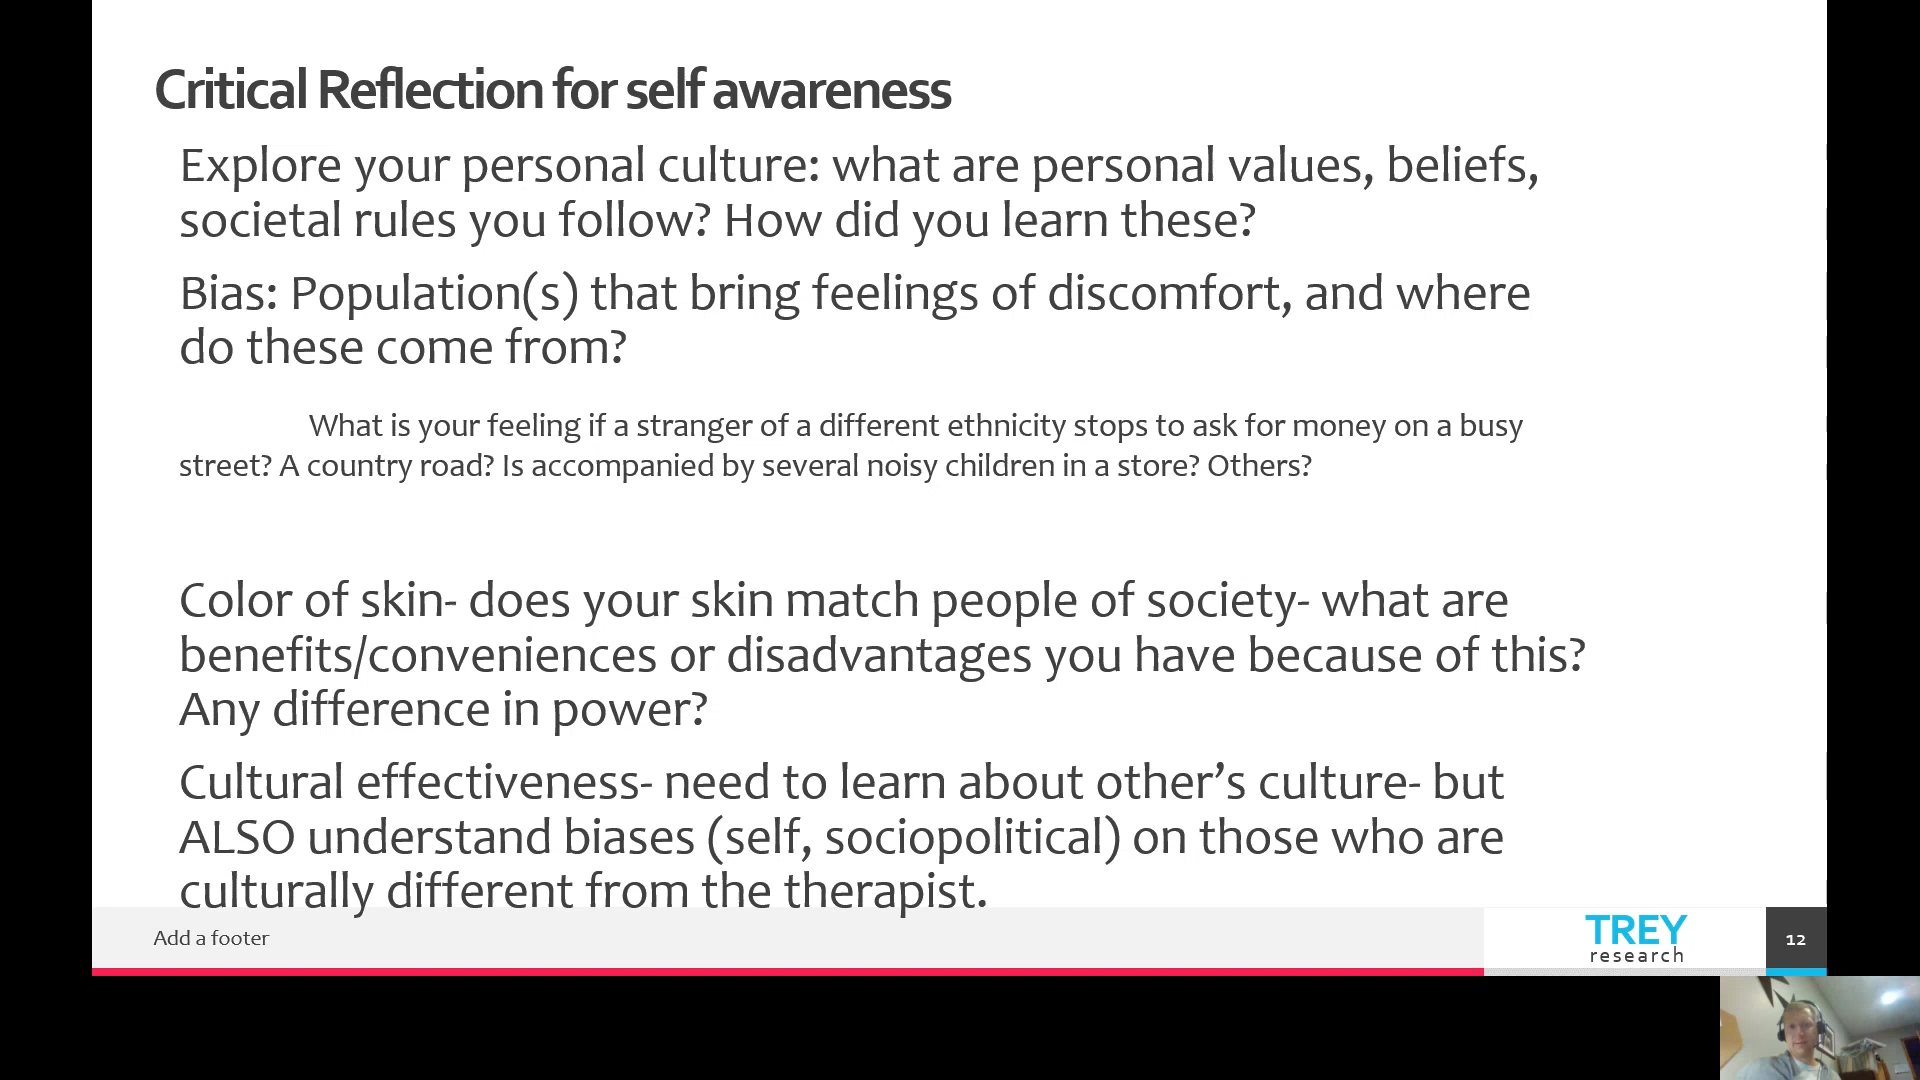 Critical Reflection for self awareness
Explore your personal culture: what are personal values, beliefs,
societal rules you follow? How did you learn these?
Bias: Population(s) that bring feelings of discomfort, and where
do these come from?
What is your feeling if a stranger of a different ethnicity stops to ask for money on a busy
street? A country road? Is accompanied by several noisy children in a store? Others?
Color of skin- does your skin match people of society- what are
benefits/conveniences or disadvantages you have because of this?
Any difference in power?
Cultural effectiveness- need to learn about other’s culture- but
ALSO understand biases (self, sociopolitical) on those who are
culturally different from the therapist.
Add a footer
TREY
research
12